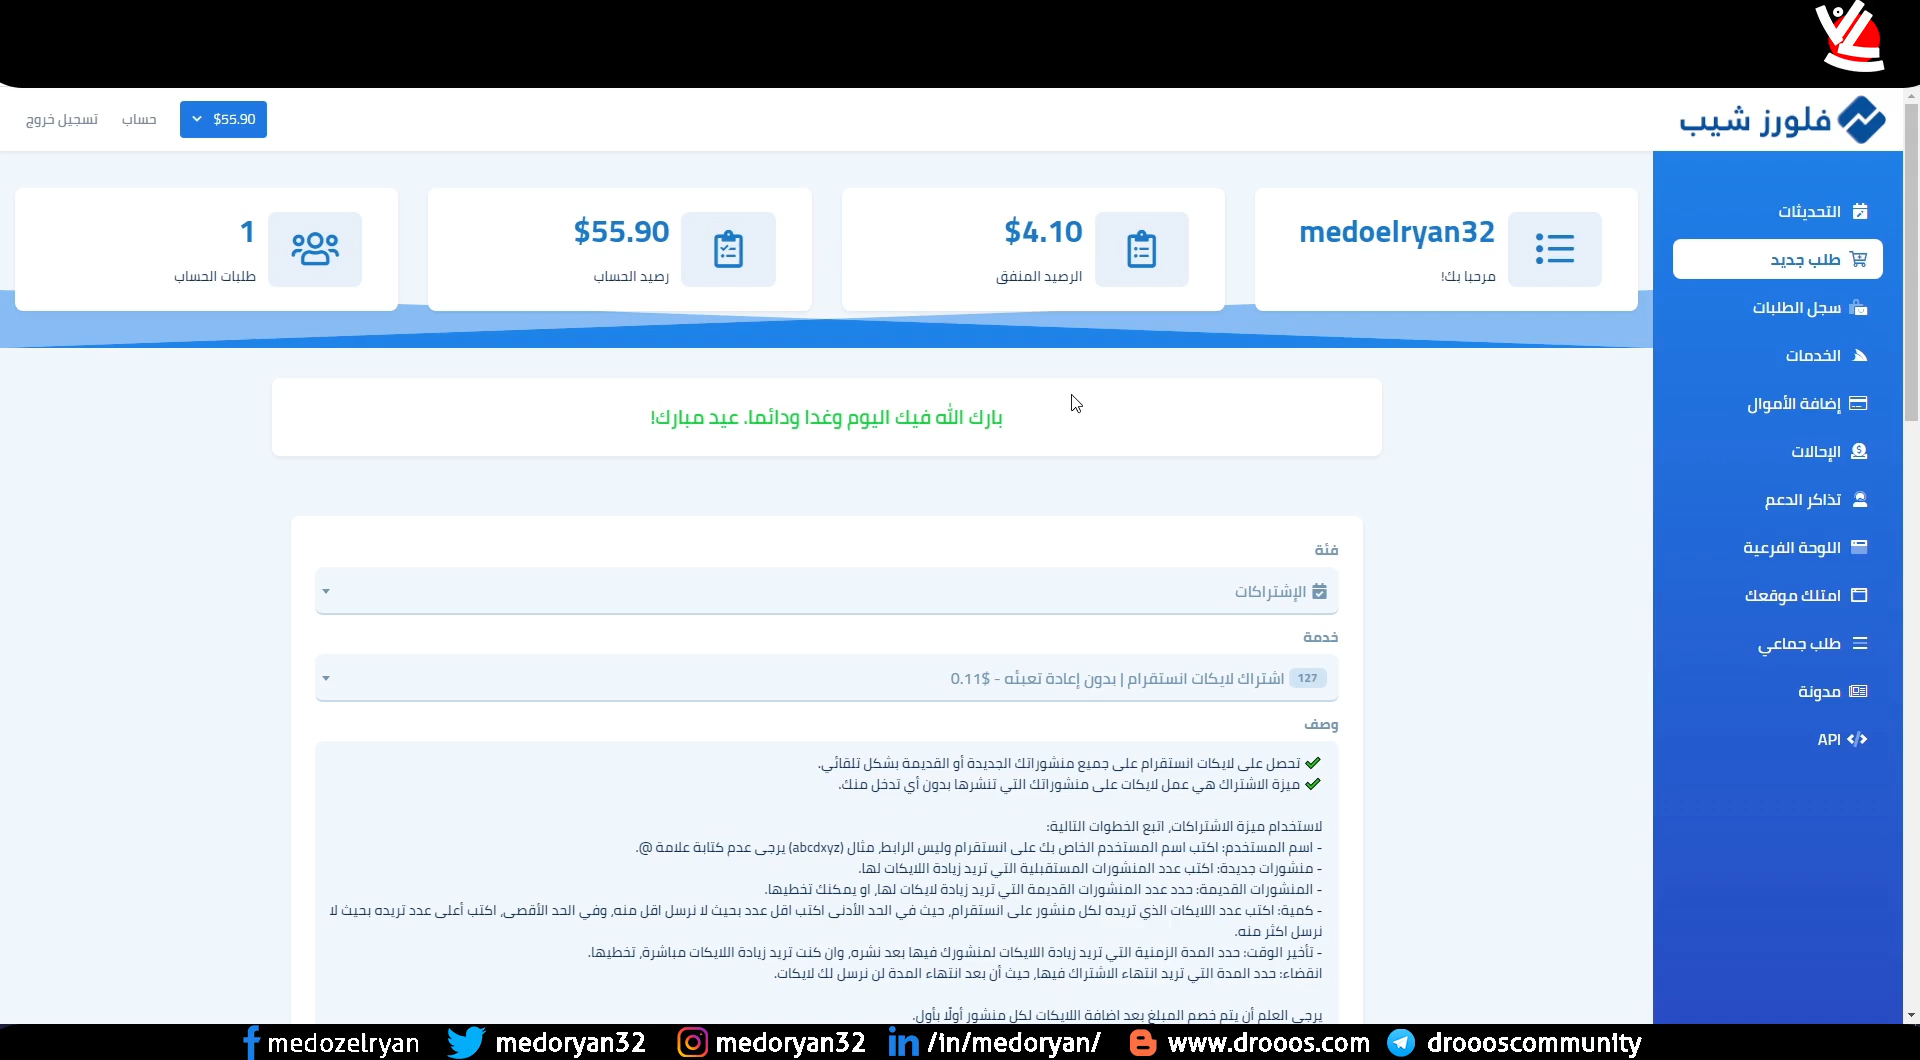 فلورز شيب
$55.90
حساب
تسجيل خروج
التحديثات
طلب جديد
سجل الطلبات
الخدمات
إضافة الأموال
الإحالات
تذاكر الدعم
اللوحة الفرعية
امتلك موقعك
طلب جماعي
مدونة
API
medoelryan32
مرحبا بك!
$4.10
الرصيد المنفق
$55.90
رصيد الحساب
1
طلبات الحساب
بارك الله فيك اليوم وغدا ودائما. عيد مبارك!
فئة
الإشتراكات
خدمة
127 اشتراك لايكات انستقرام | بدون إعادة تعبئه - $0.11
وصف
تحصل على لايكات انستقرام على جميع منشوراتك الجديدة أو القديمة بشكل تلقائي.
ميزة الاشتراك هي عمل لايكات على منشوراتك التي تنشرها بدون أي تدخل منك.
لاستخدام ميزة الاشتراكات، اتبع الخطوات التالية:
- اسم المستخدم: اكتب اسم المستخدم الخاص بك على انستقرام وليس الرابط، مثال (abcdxyz) يرجى عدم كتابة علامة @.
- منشورات جديدة: اكتب عدد المنشورات المستقبلية التي تريد زيادة اللايكات لها.
- المنشورات القديمة: حدد عدد المنشورات القديمة التي تريد زيادة لايكات لها، او يمكنك تخطيها.
- كمية: اكتب عدد اللايكات الذي تريده لكل منشور على انستقرام، حيث في الحد الأدنى اكتب اقل عدد بحيث لا نرسل اقل منه، وفي الحد الأقصى، اكتب أعلى عدد تريده بحيث لا
نرسل اكثر منه.
- تأخير الوقت: حدد المدة الزمنية التي تريد زيادة اللايكات لمنشورك فيها بعد نشره، وان كنت تريد زيادة اللايكات مباشرة، تخطيها.
انقضاء: حدد المدة التي تريد انتهاء الاشتراك فيها، حيث أن بعد انتهاء المدة لن نرسل لك لايكات.
يرجى العلم أن يتم خصم المبلغ بعد اضافة اللايكات لكل منشور أولًا بأول.
medozelryan
medoryan32
medoryan32
/in/medoryan/
www.drooos.com
droooscommunity